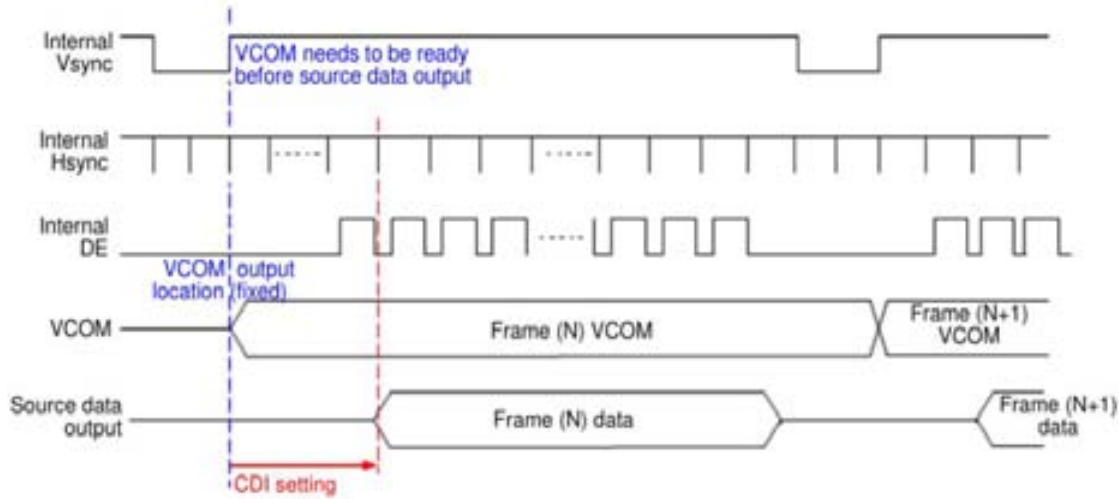 Internal
Vsync
VCOM needs to be ready
before source data output
Internal
Hsync
Internal
DE
VCOM output
location (fixed)
VCOM
Frame (N) VCOM
Frame (N+1)
VCOM
Source data
output
Frame (N) data
Frame (N+1)
data
CDI setting